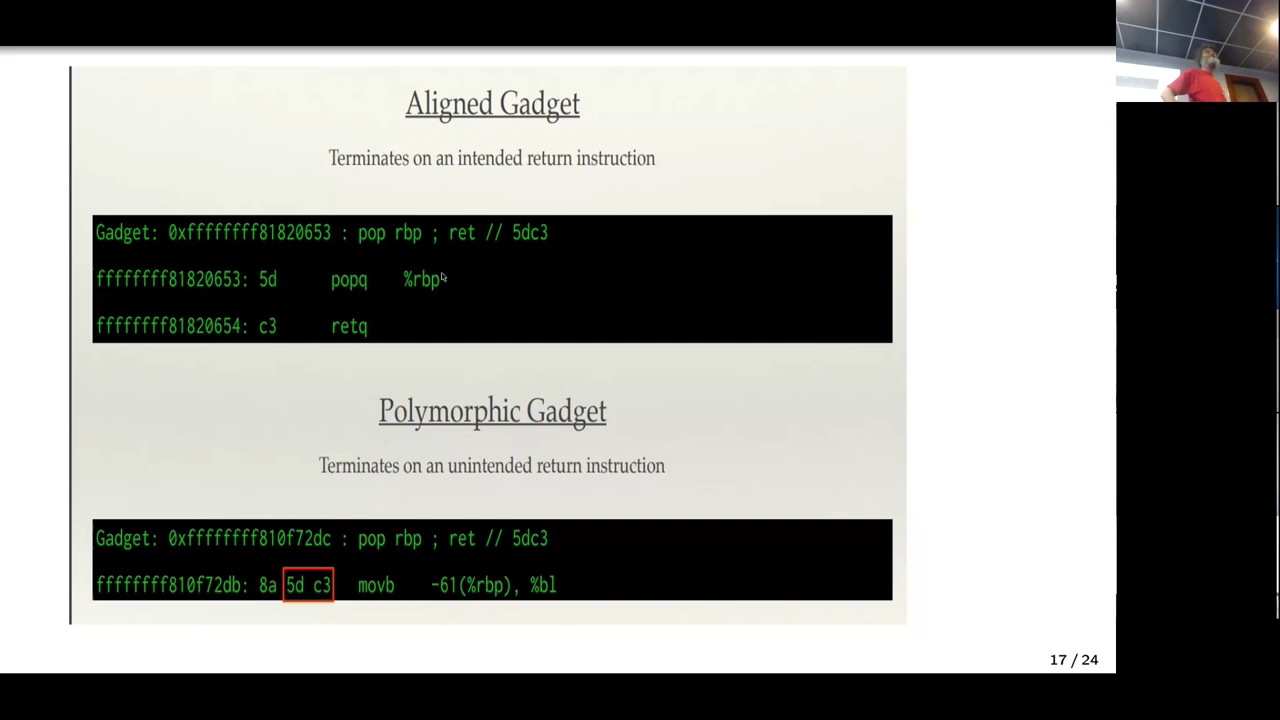 Aligned Gadget
Terminates on an intended return instruction
Gadget: 0xffffffff81820653 : pop rbp ; ret // 5dc3
ffffffff81820653: 5d popq %rbp
ffffffff81820654: c3 retq
Polymorphic Gadget
Terminates on an unintended return instruction
Gadget: 0xffffffff810f72dc : pop rbp ; ret // 5dc3
ffffffff810f72db: 8a 5d c3 movb -61(%rbp), %bl
17 / 24